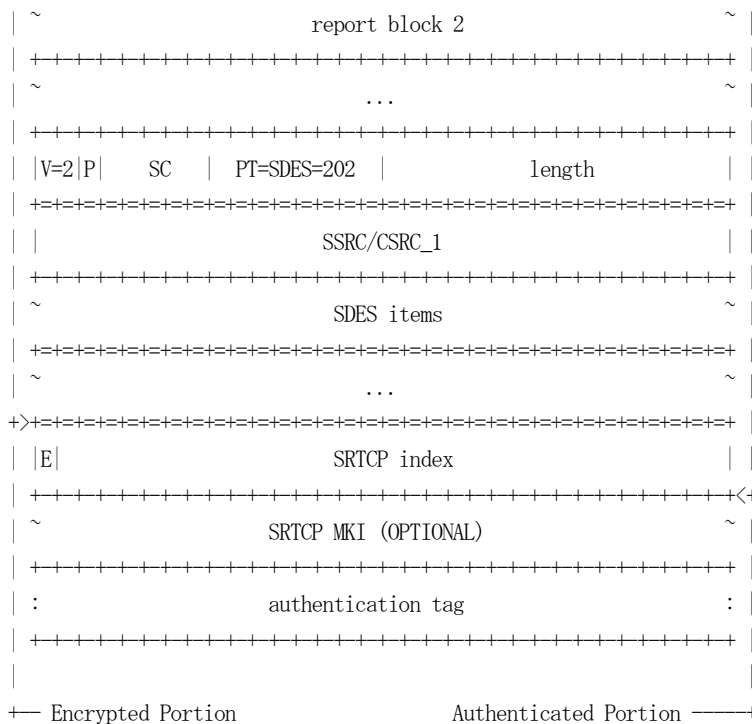 | ~ report block 2 ~ |
| +-+-+-+-+-+-+-+-+-+-+-+-+-+-+-+-+-+-+-+-+-+-+-+-+-+-+-+-+-+-+-+-+ |
| ~ ... ~ |
| +-+-+-+-+-+-+-+-+-+-+-+-+-+-+-+-+-+-+-+-+-+-+-+-+-+-+-+-+-+-+-+-+ |
| |V=2|P| SC | PT=SDES=202 | length | |
| +=+=+=+=+=+=+=+=+=+=+=+=+=+=+=+=+=+=+=+=+=+=+=+=+=+=+=+=+=+=+=+=+ |
| | SSRC/CSRC_1 | |
| +-+-+-+-+-+-+-+-+-+-+-+-+-+-+-+-+-+-+-+-+-+-+-+-+-+-+-+-+-+-+-+-+ |
| ~ SDES items ~ |
| +=+=+=+=+=+=+=+=+=+=+=+=+=+=+=+=+=+=+=+=+=+=+=+=+=+=+=+=+=+=+=+=+ |
| ~ ... ~ |
+>+=+=+=+=+=+=+=+=+=+=+=+=+=+=+=+=+=+=+=+=+=+=+=+=+=+=+=+=+=+=+=+=+ |
| |E| SRTCP index | |
| +-+-+-+-+-+-+-+-+-+-+-+-+-+-+-+-+-+-+-+-+-+-+-+-+-+-+-+-+-+-+-+-+<+
| ~ SRTCP MKI (OPTIONAL) ~ |
| +-+-+-+-+-+-+-+-+-+-+-+-+-+-+-+-+-+-+-+-+-+-+-+-+-+-+-+-+-+-+-+-+ |
| : authentication tag : |
| +-+-+-+-+-+-+-+-+-+-+-+-+-+-+-+-+-+-+-+-+-+-+-+-+-+-+-+-+-+-+-+-+ |
| |
+-- Encrypted Portion Authenticated Portion -----+